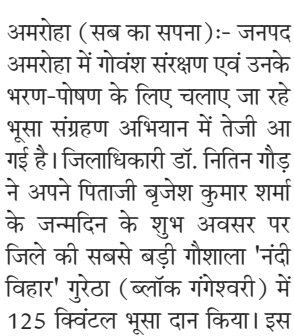 अमरोहा (सब का सपना):- जनपद
अमरोहा में गोवंश संरक्षण एवं उनके
भरण-पोषण के लिए चलाए जा रहे
भूसा संग्रहण अभियान में तेजी आ
गई है। जिलाधिकारी डॉ. नितिन गौड़
ने अपने पिताजी बृजेश कुमार शर्मा
के जन्मदिन के शुभ अवसर पर
जिले की सबसे बड़ी गौशाला 'नंदी
विहार' गुरेठा (ब्लॉक गंगेश्वरी) में
125 क्विंटल भूसा दान किया। इस